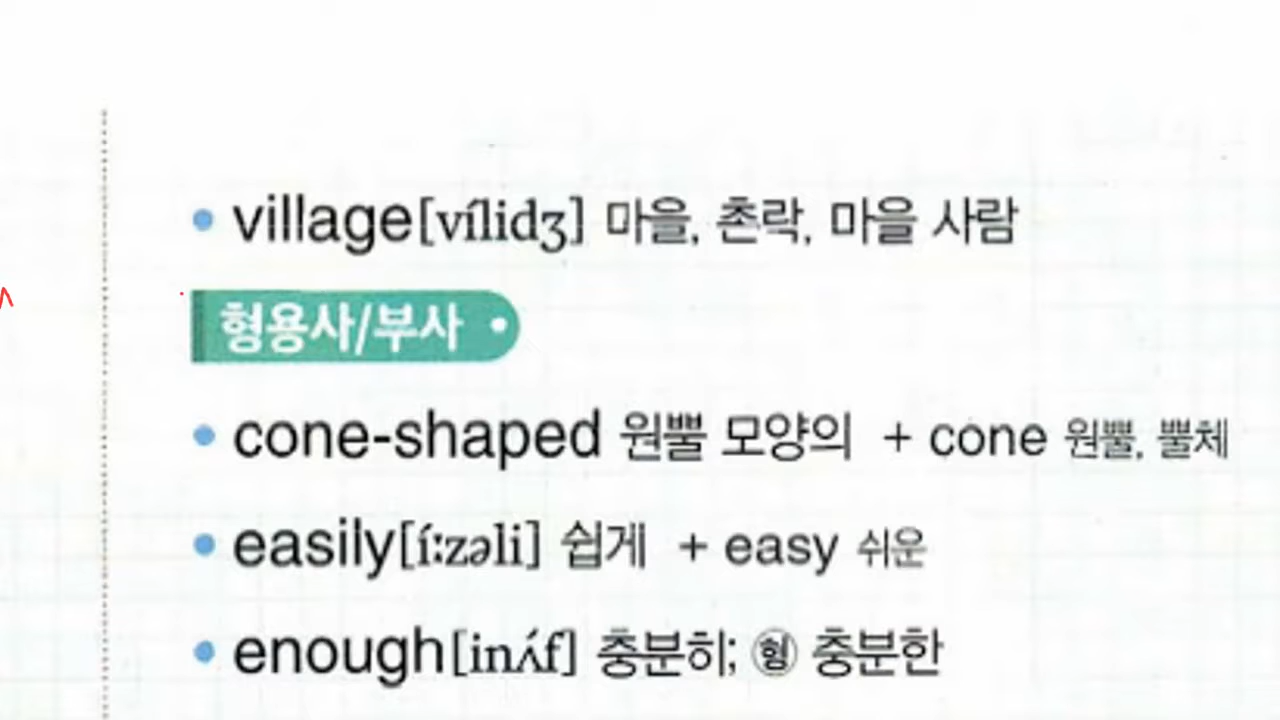 village[vílidʒ] 마을, 촌락, 마을 사람
형용사/부사
cone-shaped 원뿔 모양의 + cone 원뿔, 뿔체
easily[íːzəli] 쉽게 + easy 쉬운
enough[inʌ́f] 충분히; 형 충분한